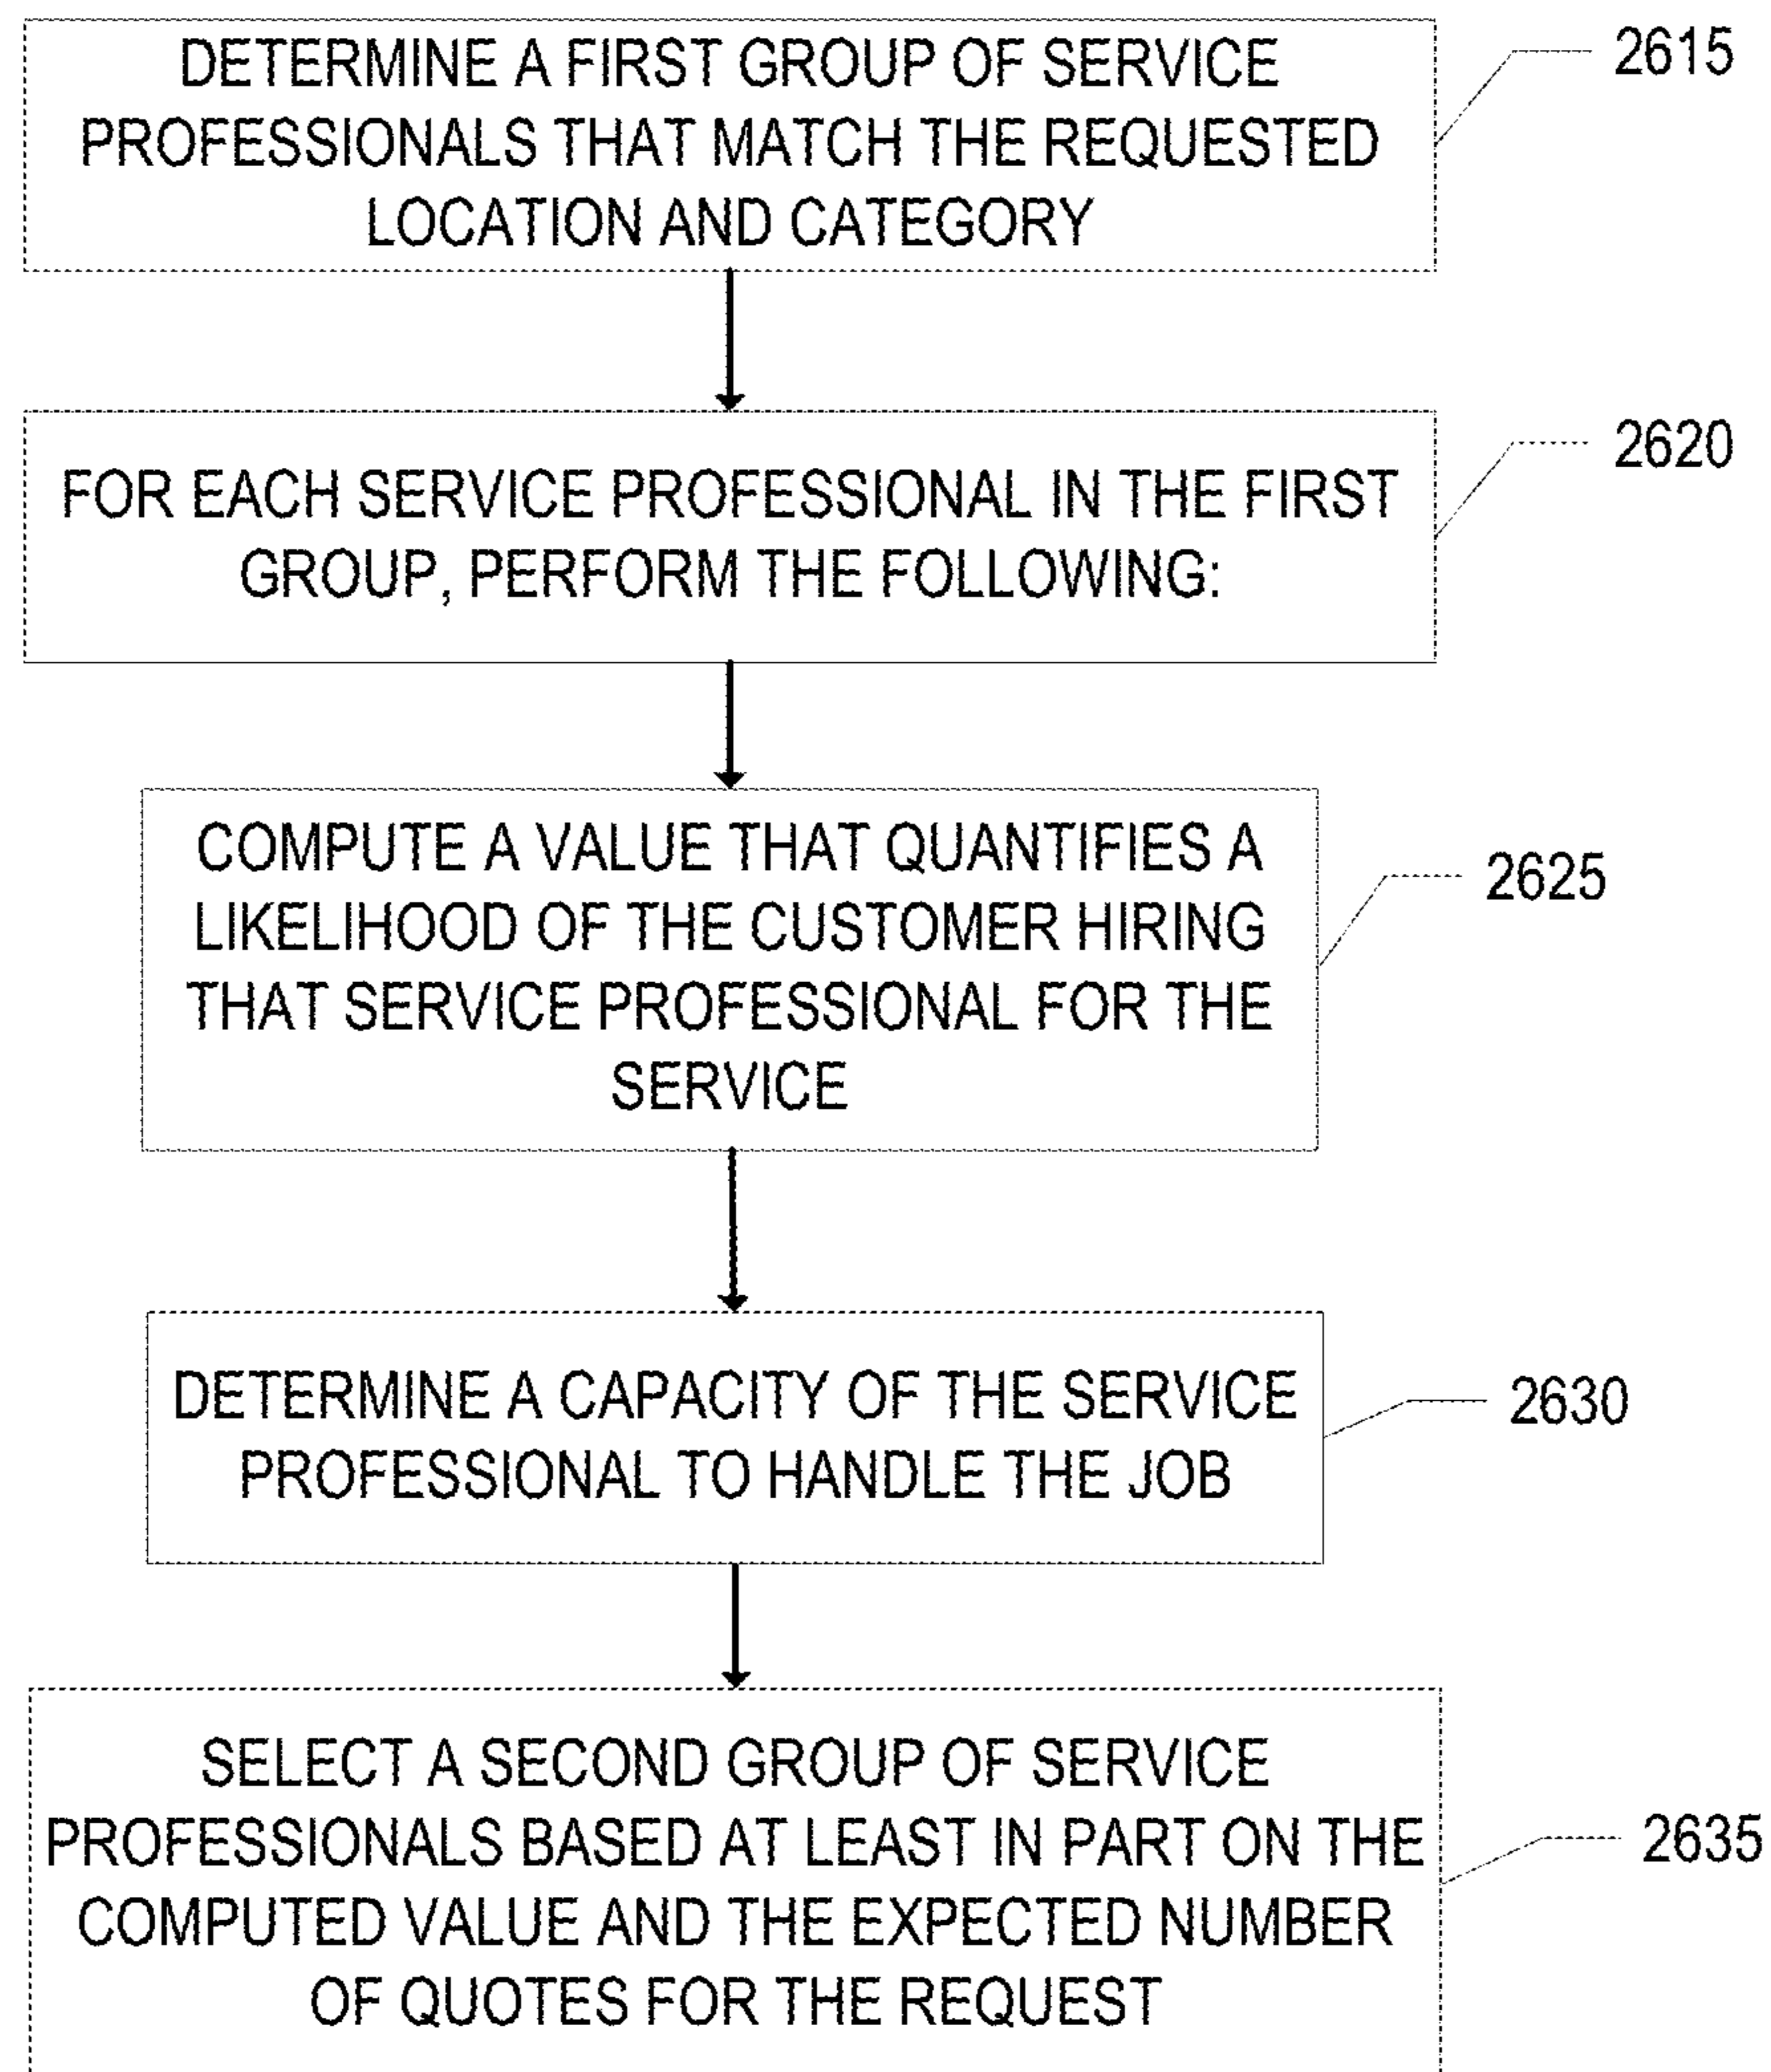 DETERMINE A FIRST GROUP OF SERVICE
PROFESSIONALS THAT MATCH THE REQUESTED
LOCATION AND CATEGORY
2615
FOR EACH SERVICE PROFESSIONAL IN THE FIRST
GROUP, PERFORM THE FOLLOWING:
2620
COMPUTE A VALUE THAT QUANTIFIES A
LIKELIHOOD OF THE CUSTOMER HIRING
THAT SERVICE PROFESSIONAL FOR THE
SERVICE
2625
DETERMINE A CAPACITY OF THE SERVICE
PROFESSIONAL TO HANDLE THE JOB
2630
SELECT A SECOND GROUP OF SERVICE
PROFESSIONALS BASED AT LEAST IN PART ON THE
COMPUTED VALUE AND THE EXPECTED NUMBER
OF QUOTES FOR THE REQUEST
2635